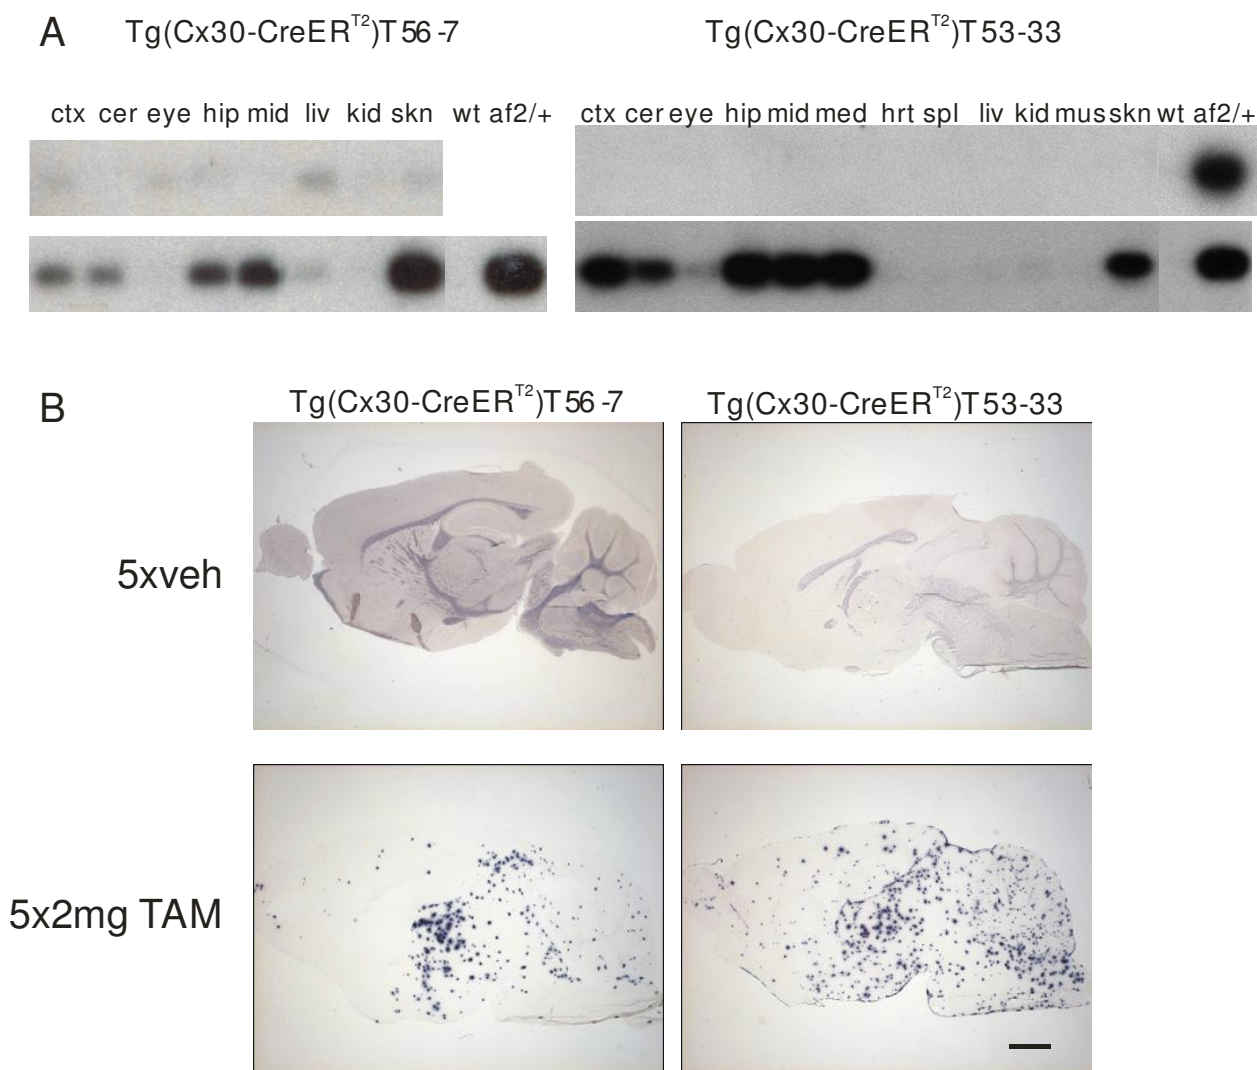 A
Tg(Cx30-CreER^T2)T56-7
Tg(Cx30-CreER^T2)T53-33
ctx cer eye hip mid liv kid skn wt af2/+
ctx cer eye hip mid med hrt spl liv kid mus skn wt af2/+
B
Tg(Cx30-CreER^T2)T56-7
Tg(Cx30-CreER^T2)T53-33
5xveh
5x2mg TAM